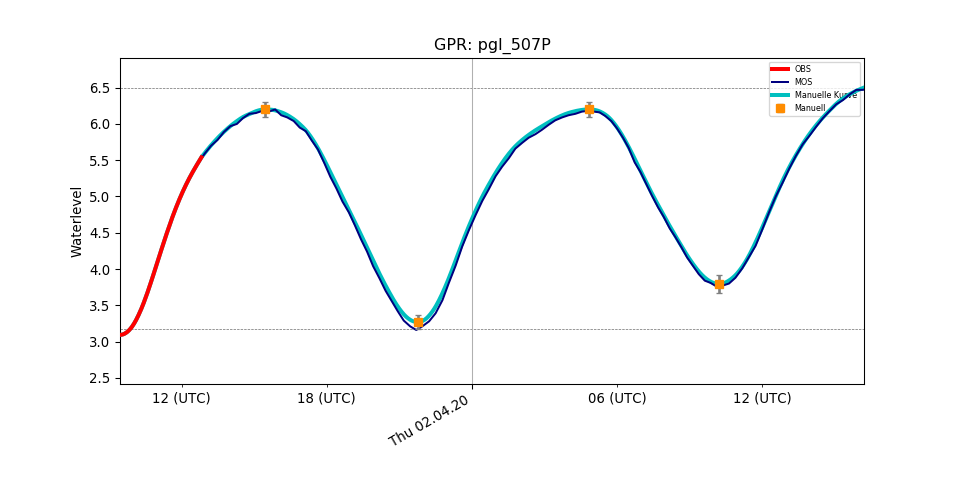 GPR: pgl_507P
OBS
MOS
Manuelle Kurve
Manuell
Waterlevel
6.5
6.0
5.5
5.0
4.5
4.0
3.5
3.0
2.5
12 (UTC)
18 (UTC)
Thu 02.04.20
06 (UTC)
12 (UTC)